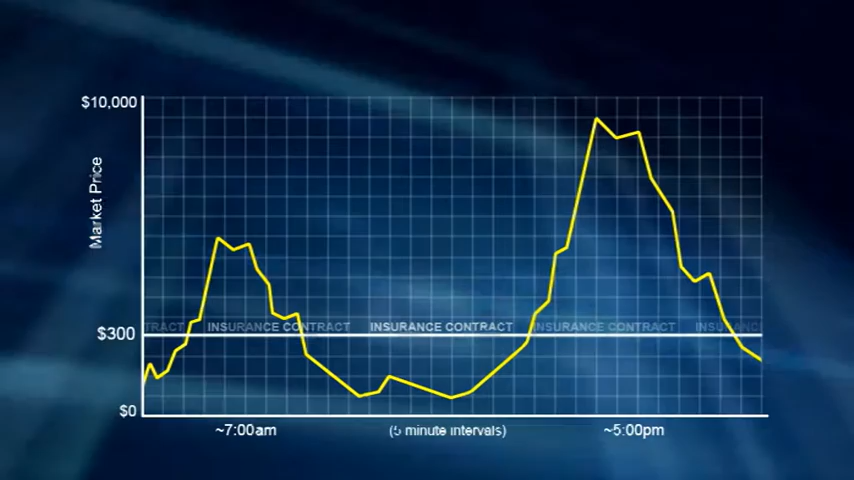 $10,000
Market Price
INSURANCE CONTRACT INSURANCE CONTRACT INSURANCE CONTRACT
$300
$0
~7:00am (5 minute intervals) ~5:00pm